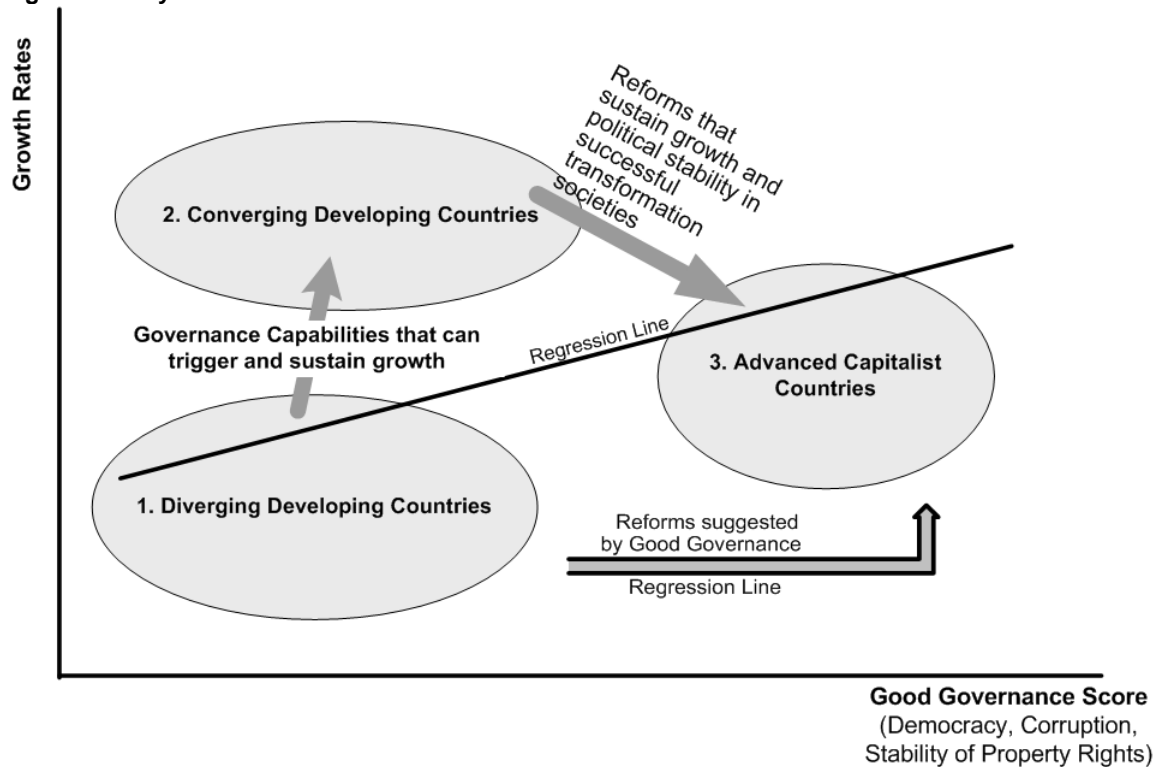 Growth Rates
Reforms that
sustain growth and
political stability in
successful
transformation
societies
2. Converging Developing Countries
Governance Capabilities that can
trigger and sustain growth
Regression Line
3. Advanced Capitalist
Countries
1. Diverging Developing Countries
Reforms suggested
by Good Governance
Regression Line
Good Governance Score
(Democracy, Corruption,
Stability of Property Rights)